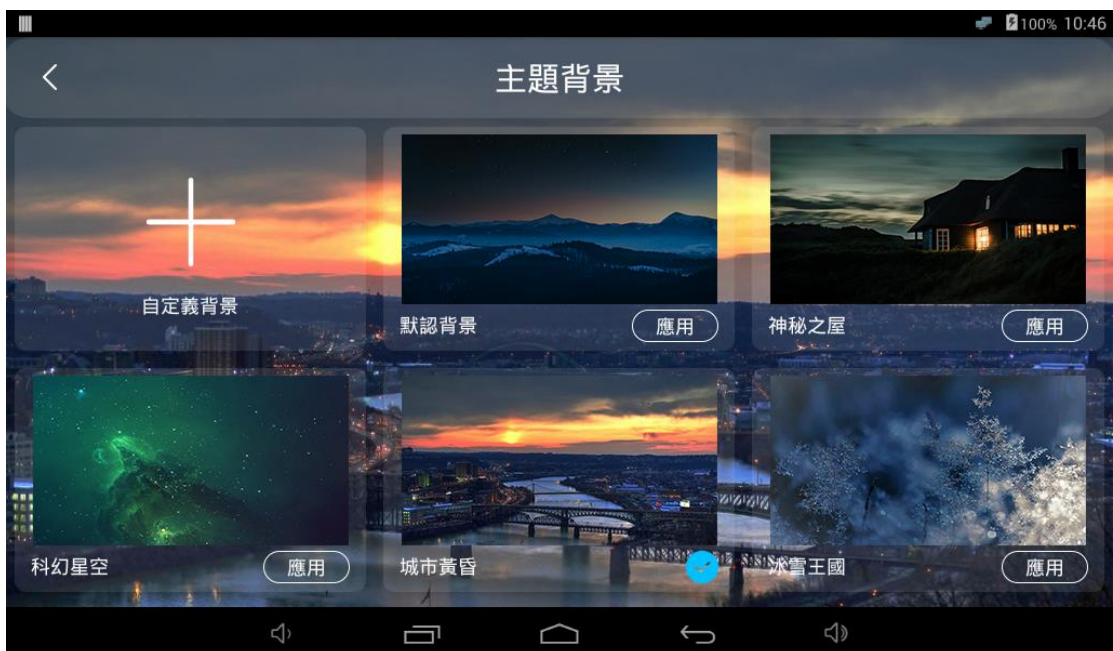 100% 10:46
主題背景
自定義背景
默認背景
應用
神秘之屋
應用
科幻星空
應用
城市黃昏
冰雪王國
應用